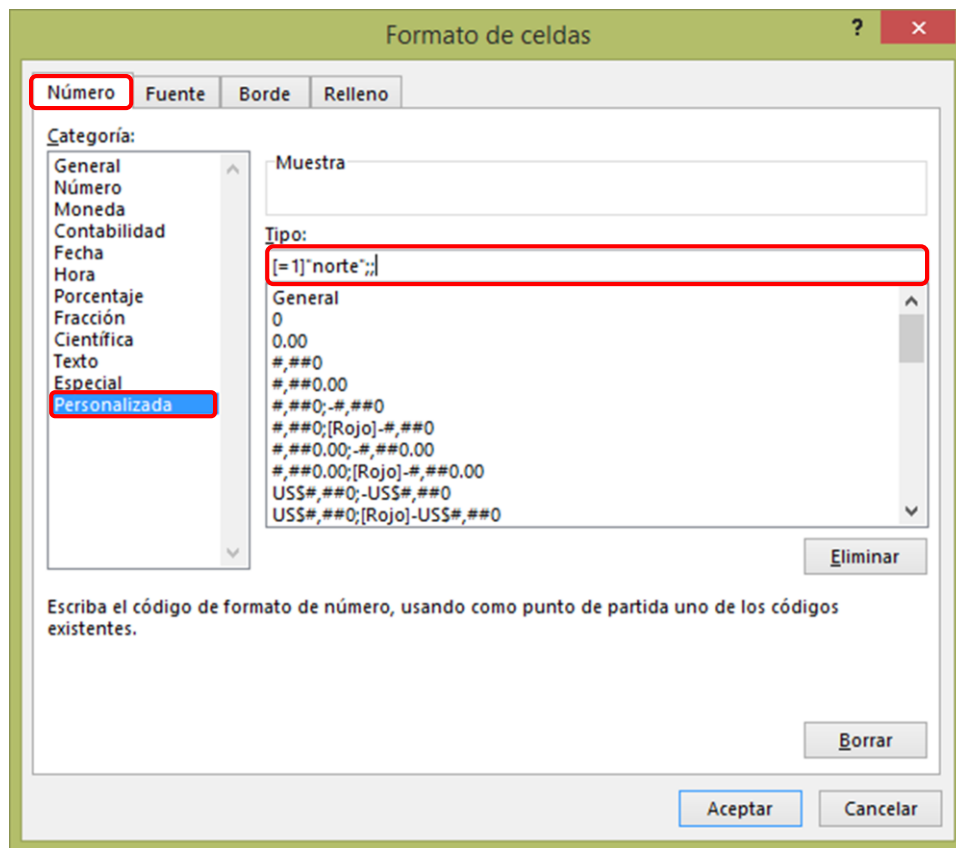 Formato de celdas
?
×
Número
Fuente
Borde
Relleno
Categoría:
General
Número
Moneda
Contabilidad
Fecha
Hora
Porcentaje
Fracción
Científica
Texto
Especial
Personalizada
Muestra
Tipo:
[=1]"norte";;
General
0
0.00
#,##0
#,##0.00
#,##0;-#,##0
#,##0;[Rojo]-#,##0
#,##0.00;-#,##0.00
#,##0.00;[Rojo]-#,##0.00
US$#,##0;-US$#,##0
US$#,##0;[Rojo]-US$#,##0
Eliminar
Escriba el código de formato de número, usando como punto de partida uno de los códigos
existentes.
Borrar
Aceptar
Cancelar